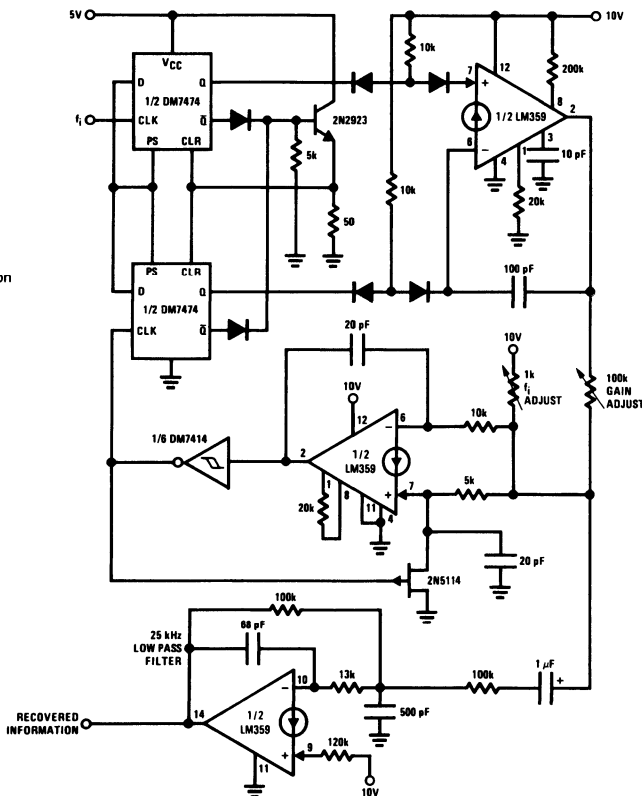 5V
10V
VCC
D
Q
1/2 DM7474
fi
CLK
Q̅
PS
CLR
10k
7
+
12
200k
8
2
1/2 LM359
6
−
4
1
3
10 pF
20k
2N2923
5k
50
10k
PS
CLR
on
D
Q
1/2 DM7474
CLK
Q̅
100 pF
20 pF
10V
1k
fi
ADJUST
100k
GAIN
ADJUST
10V
12
6
−
10k
1/6 DM7414
2
1/2
LM359
1
8
11
4
+
7
5k
20k
2N5114
20 pF
100k
25 kHz
LOW PASS
FILTER
68 pF
10
−
13k
100k
1 μF
+
500 pF
RECOVERED
INFORMATION
14
1/2
LM359
+
9
120k
11
10V